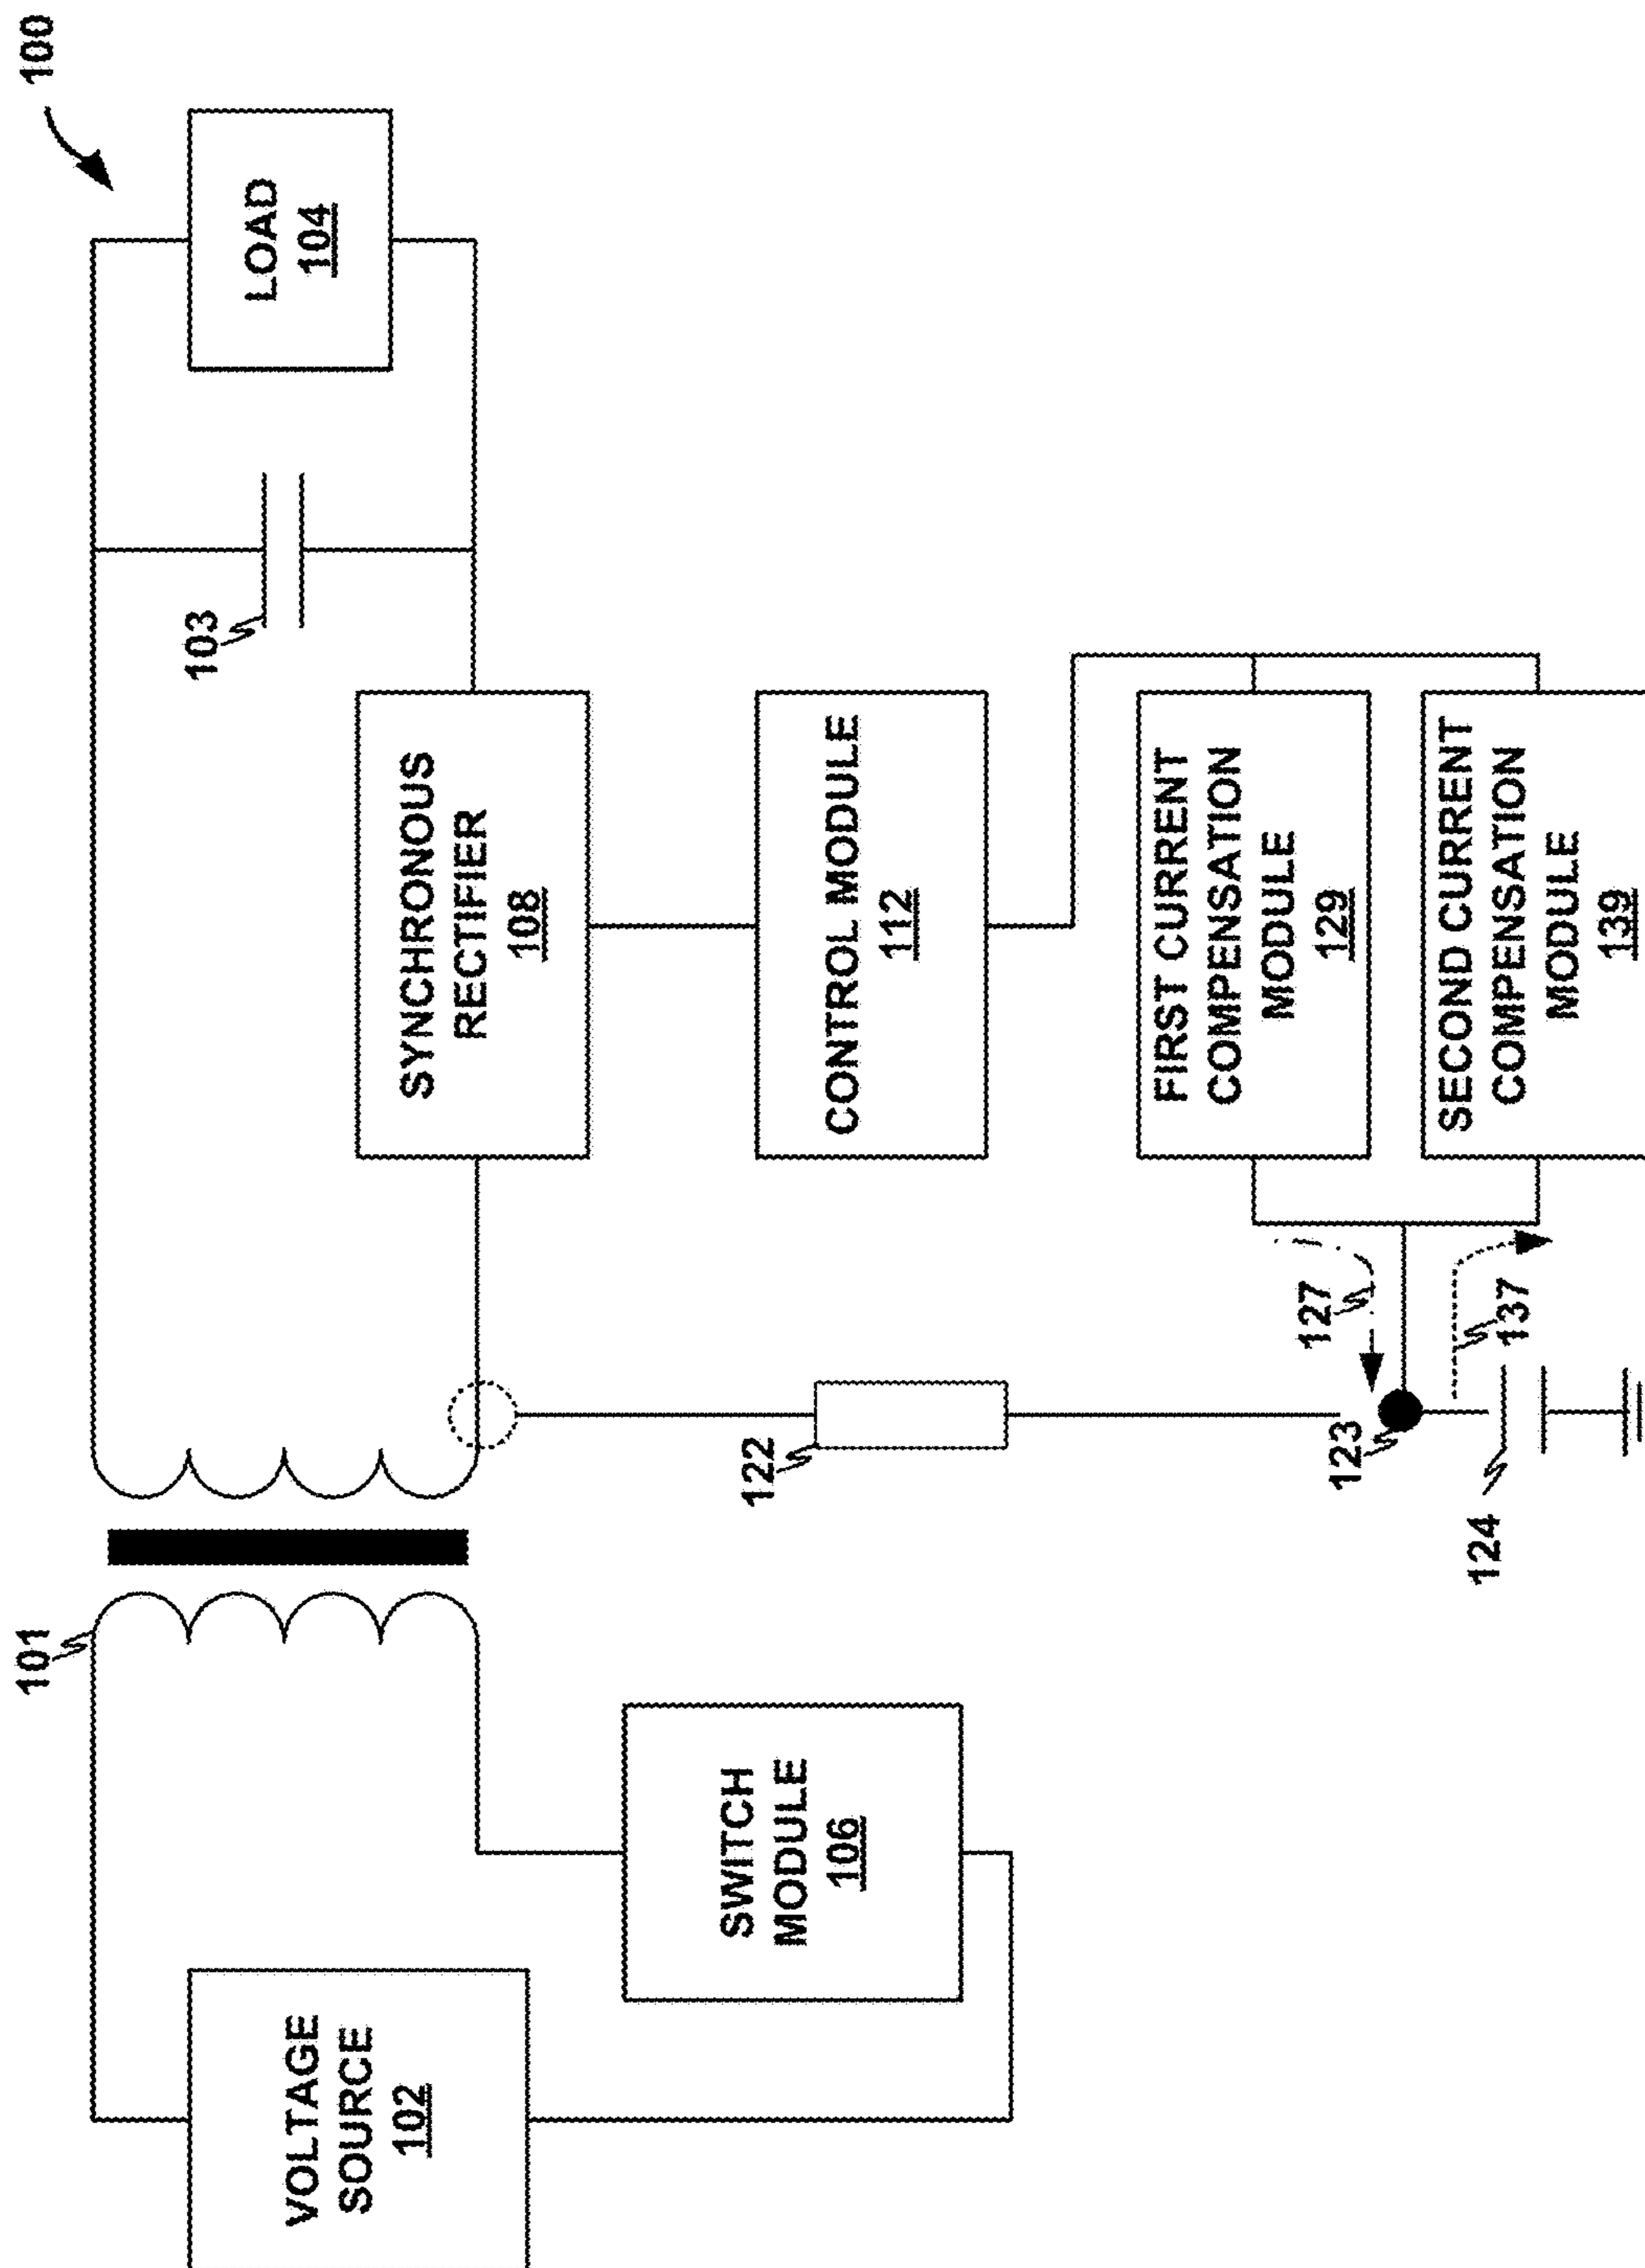 100
101
VOLTAGE
SOURCE
102
SWITCH
MODULE
106
103
LOAD
104
SYNCHRONOUS
RECTIFIER
108
122
CONTROL MODULE
112
123
127
FIRST CURRENT
COMPENSATION
MODULE
129
124
137
SECOND CURRENT
COMPENSATION
MODULE
139